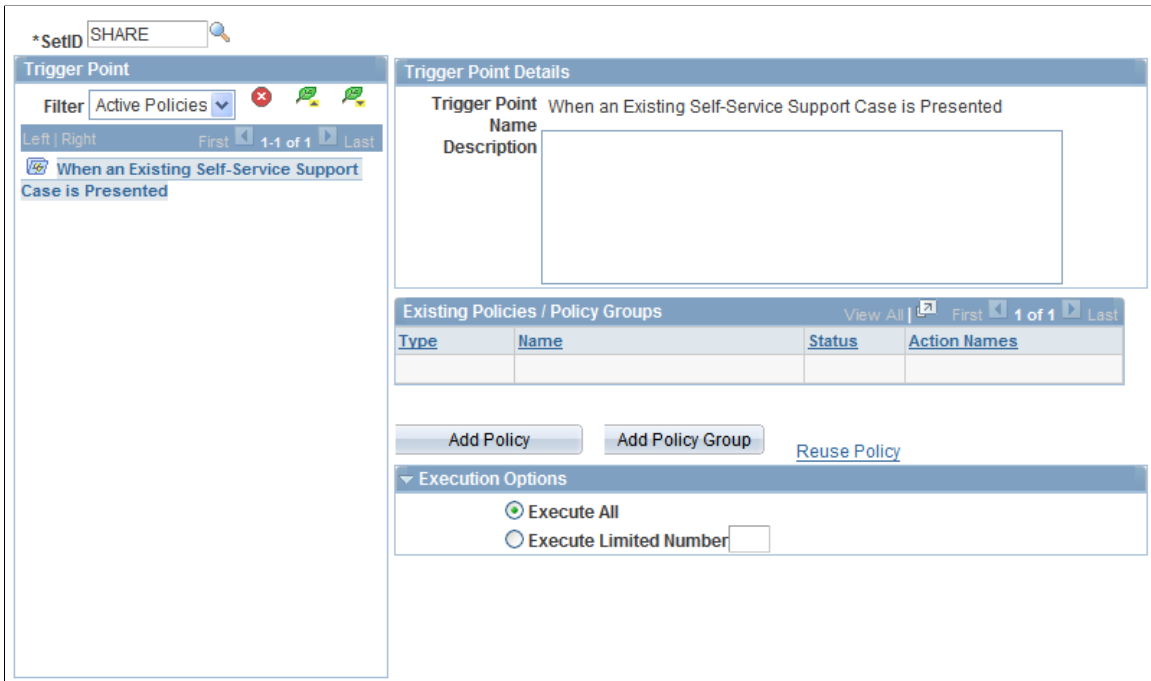 *SetID SHARE
Trigger Point
Filter Active Policies
Left | Right First 1-1 of 1 Last
When an Existing Self-Service Support
Case is Presented
Trigger Point Details
Trigger Point Name When an Existing Self-Service Support Case is Presented
Description
Existing Policies / Policy Groups View All | First 1 of 1 Last
Type Name Status Action Names
Add Policy Add Policy Group Reuse Policy
Execution Options
Execute All
Execute Limited Number